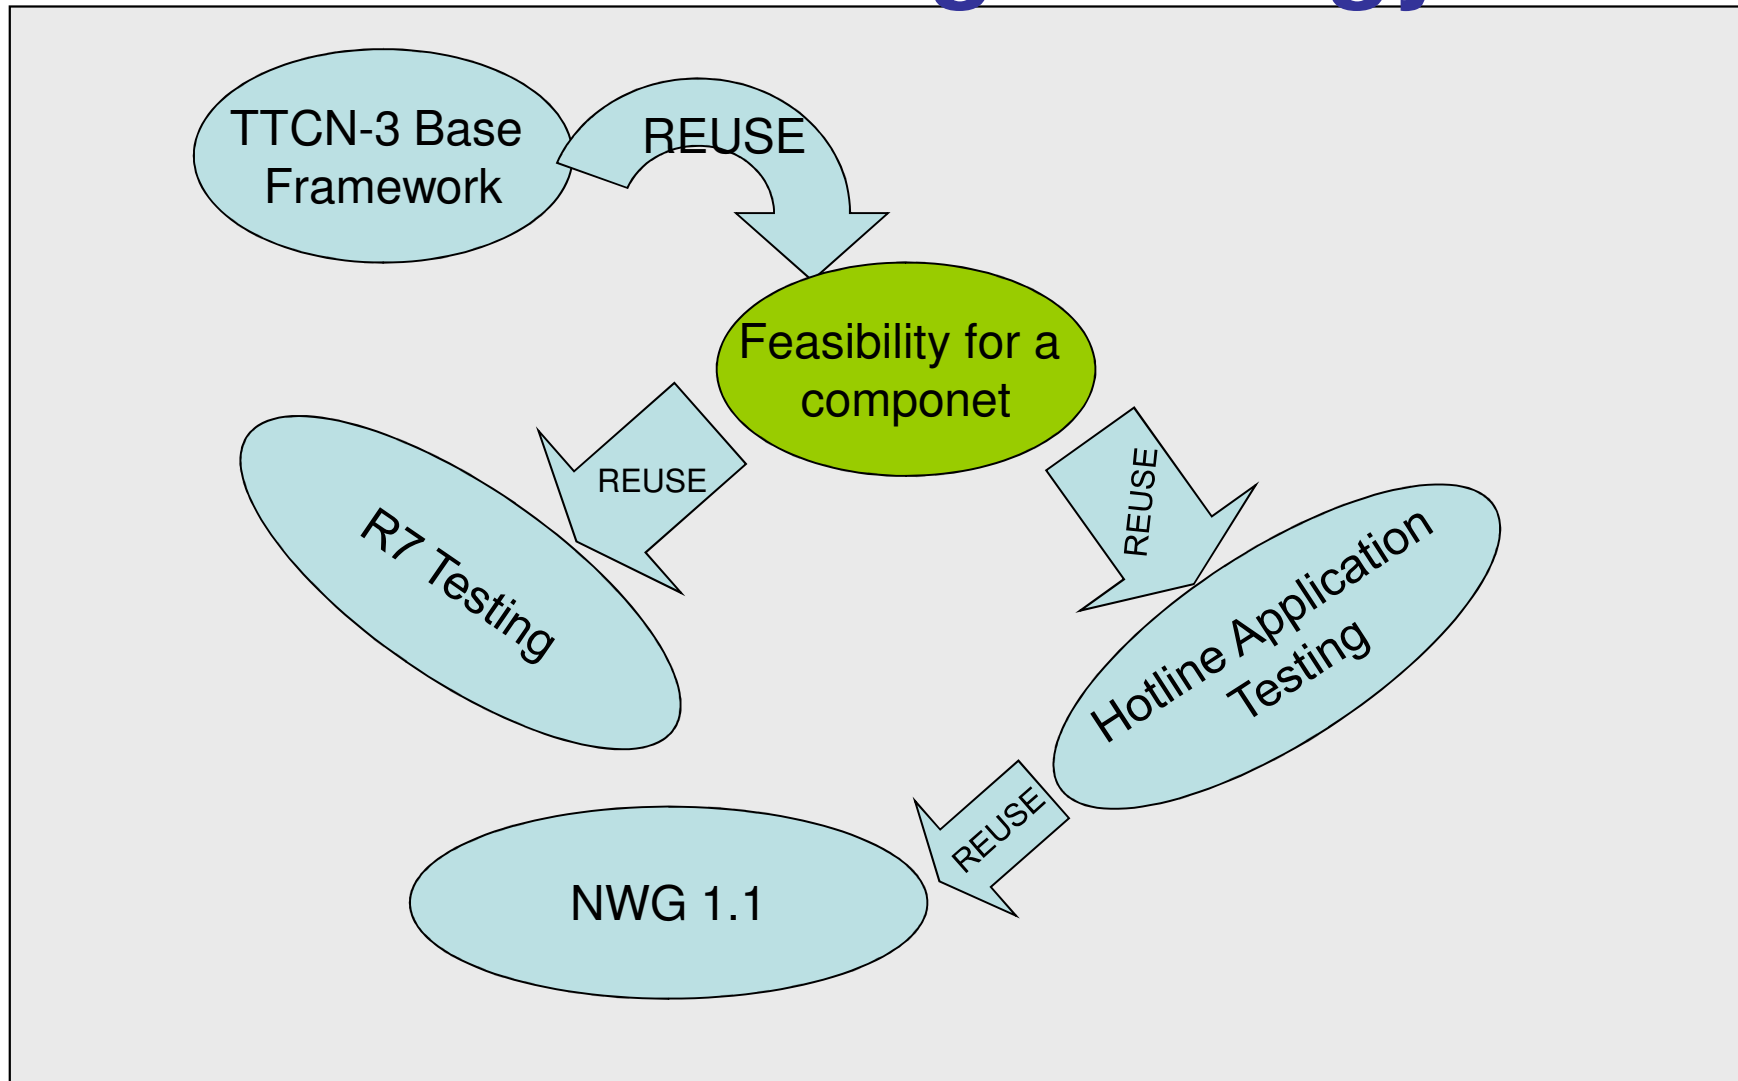 TTCN-3 Base
Framework
REUSE
Feasibility for a
componet
REUSE
REUSE
R7 Testing
Hotline Application
Testing
REUSE
NWG 1.1